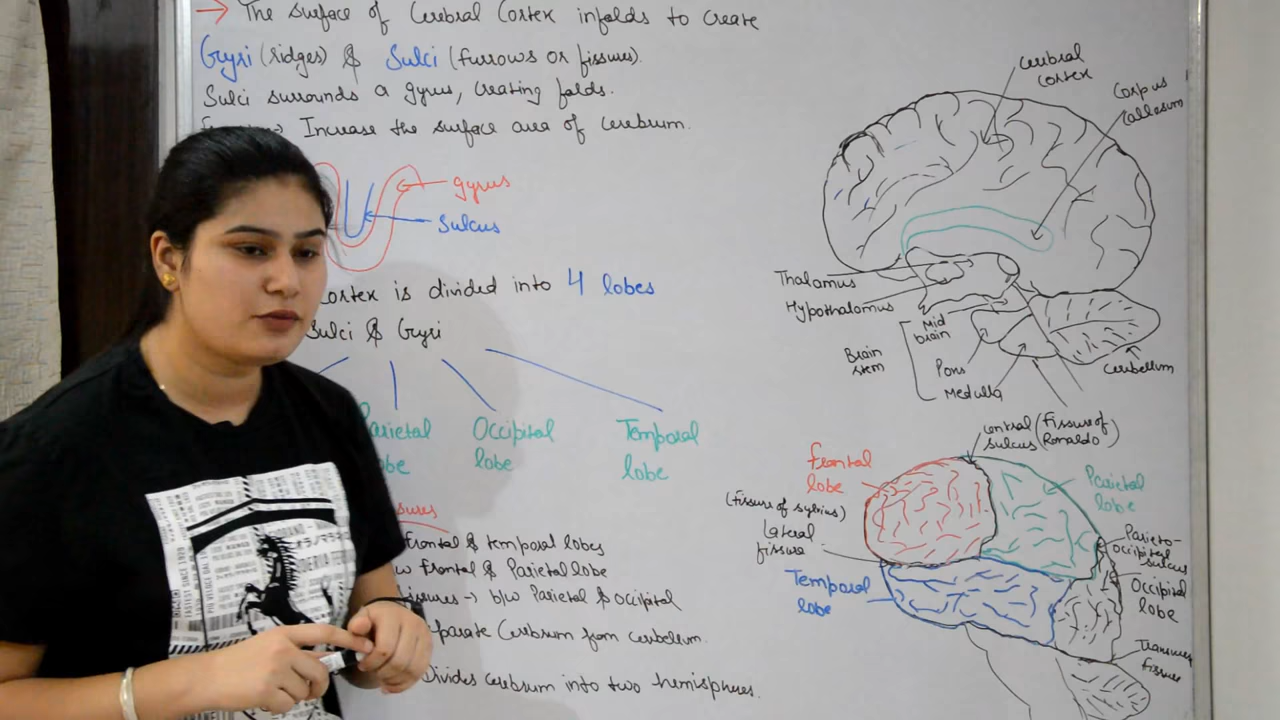 → The surface of Cerebral Cortex infolds to create
Gyri (ridges) & Sulci (furrows or fissures).
Sulci surrounds a gyrus, creating folds.
Increase the surface area of cerebrum.
gyrus
Sulcus
Cortex is divided into 4 lobes
Sulci & Gyri
Parietal lobe
Occipital lobe
Temporal lobe
Frontal & temporal lobes
Frontal & Parietal lobe
→ b/w Parietal & Occipital
Cerebrum from cerebellum.
Divides cerebrum into two hemispheres.
Cerebral
Cortex
Corpus
callosum
Thalamus
Hypothalamus
Mid
brain
Brain
stem
Pons
Medulla
Cerebellum
Central
sulcus
(Fissure of
Ronaldo)
Frontal
lobe
Parietal
lobe
(fissure of sylvius)
Lateral
fissure
Parieto-
occipital
sulcus
Temporal
lobe
Occipital
lobe
fissure